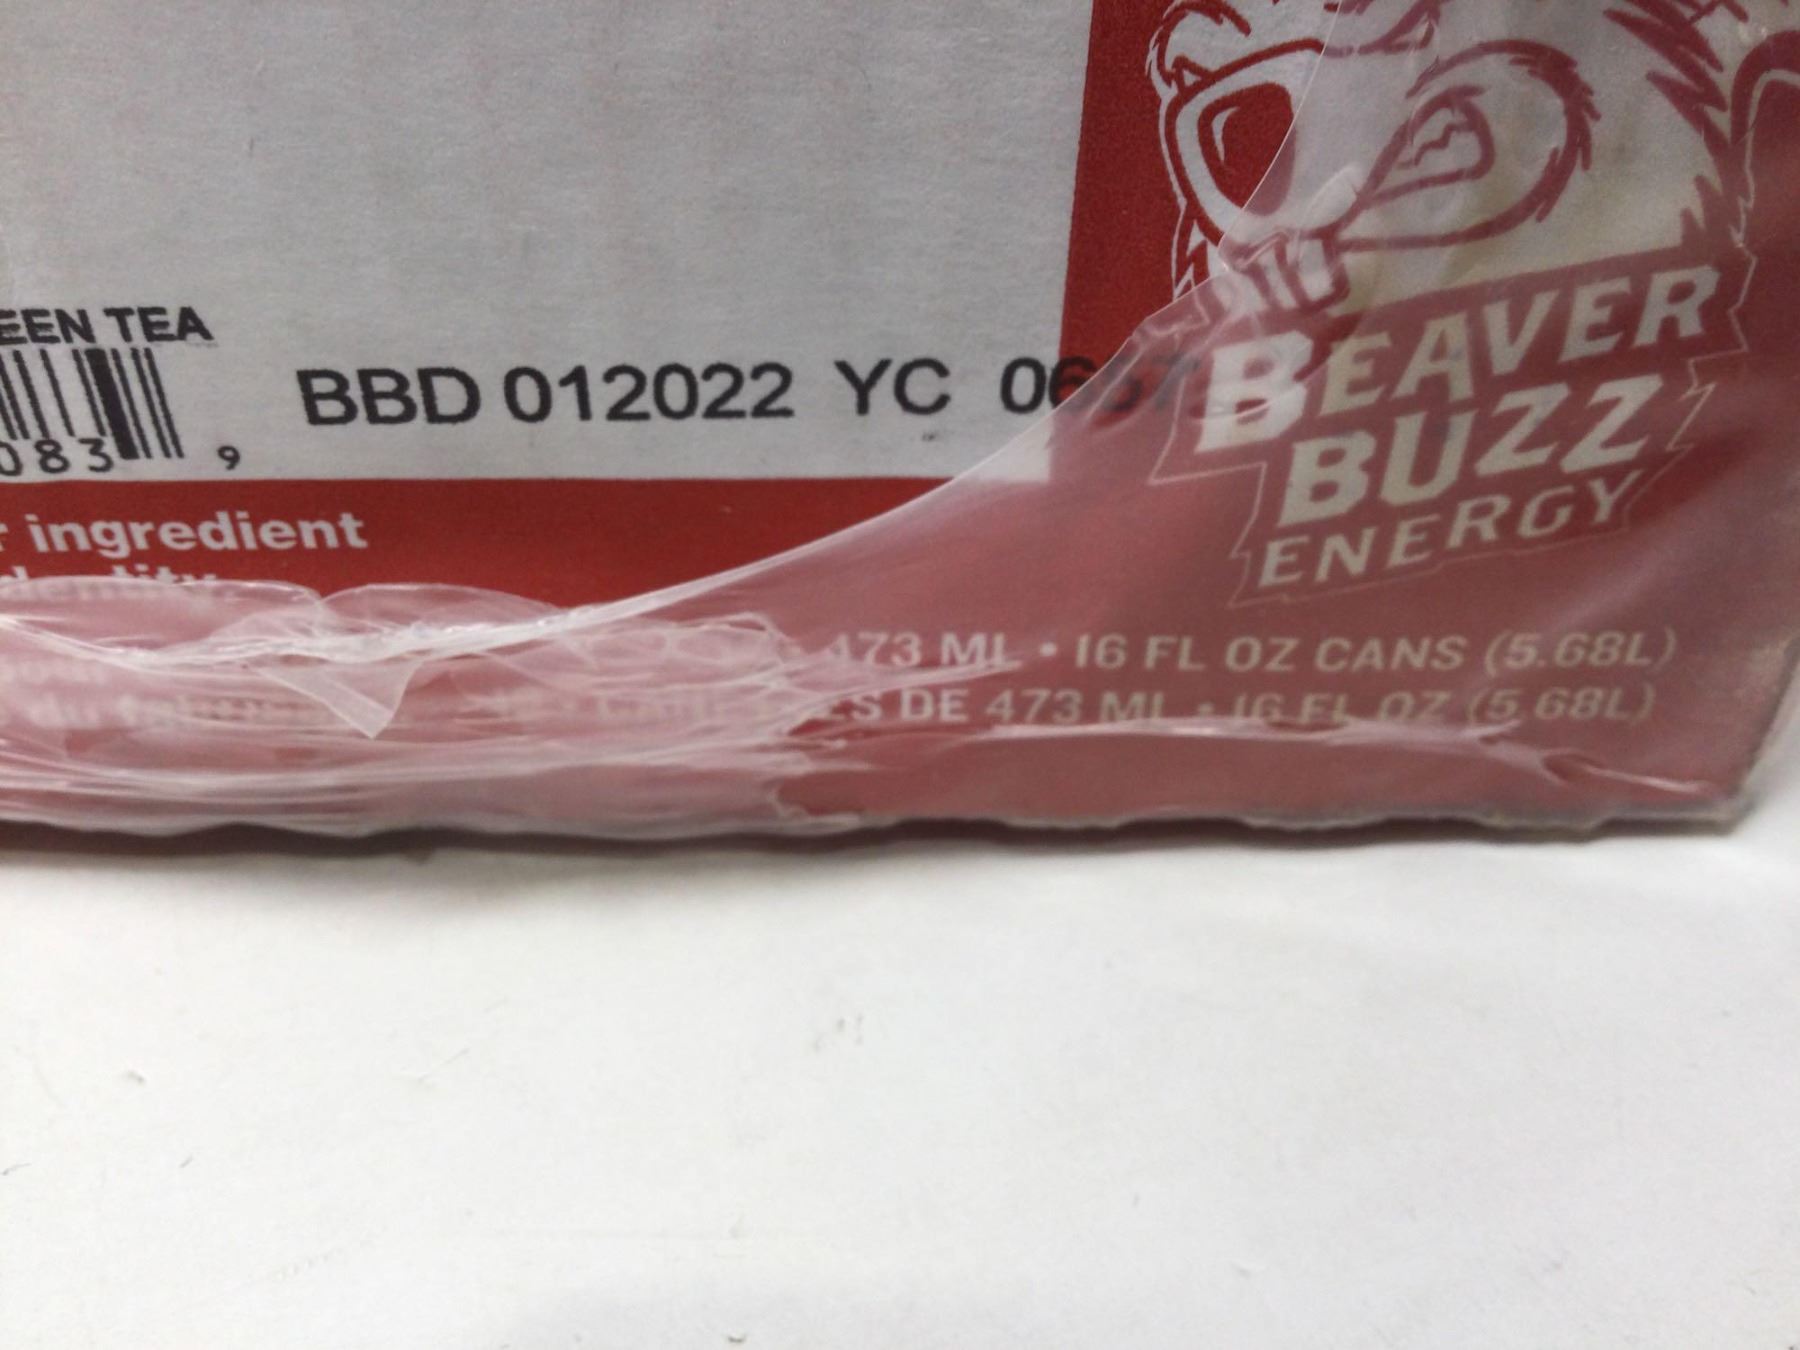 EEN TEA
083 9
BBD 012022 YC
BEAVER
BUZZ
ENERGY
ingredient
473 ML • 16 FL OZ CANS (5.68L)
DE 473 ML • 16 FL OZ (5.68L)